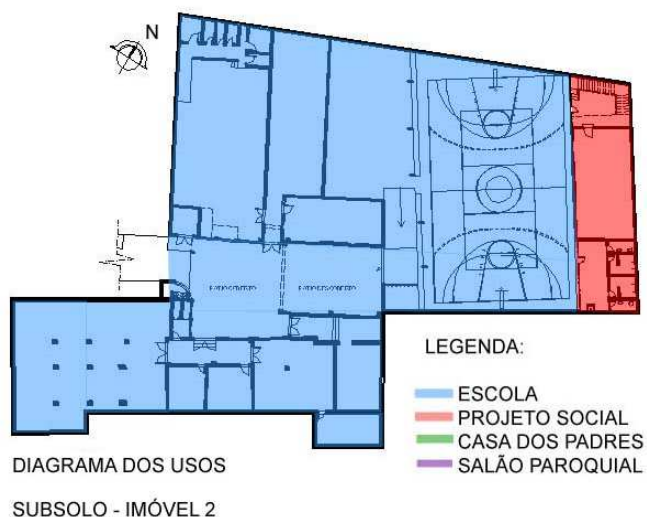 N
LEGENDA:
ESCOLA
PROJETO SOCIAL
CASA DOS PADRES
SALÃO PAROQUIAL
DIAGRAMA DOS USOS
SUBSOLO - IMÓVEL 2